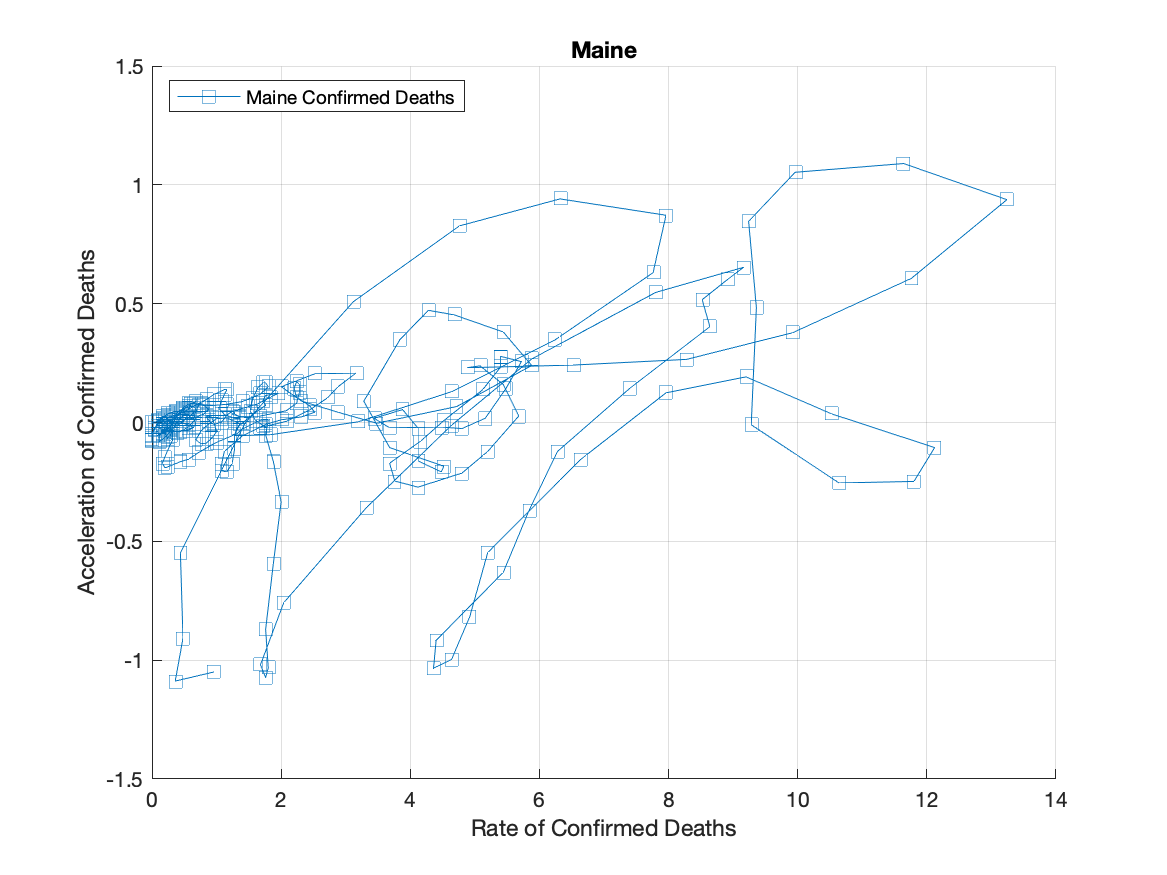 Maine
Maine Confirmed Deaths
Acceleration of Confirmed Deaths
1.5
1
0.5
0
-0.5
-1
-1.5
0 2 4 6 8 10 12 14
Rate of Confirmed Deaths